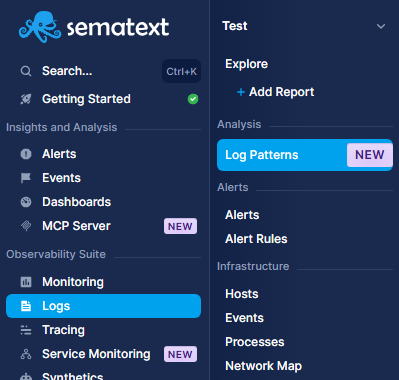 sematext
Search...
Ctrl+K
Getting Started
Insights and Analysis
Alerts
Events
Dashboards
MCP Server
NEW
Observability Suite
Monitoring
Logs
Tracing
Service Monitoring
NEW
Synthetics
Test
Explore
+ Add Report
Analysis
Log Patterns
NEW
Alerts
Alerts
Alert Rules
Infrastructure
Hosts
Events
Processes
Network Map